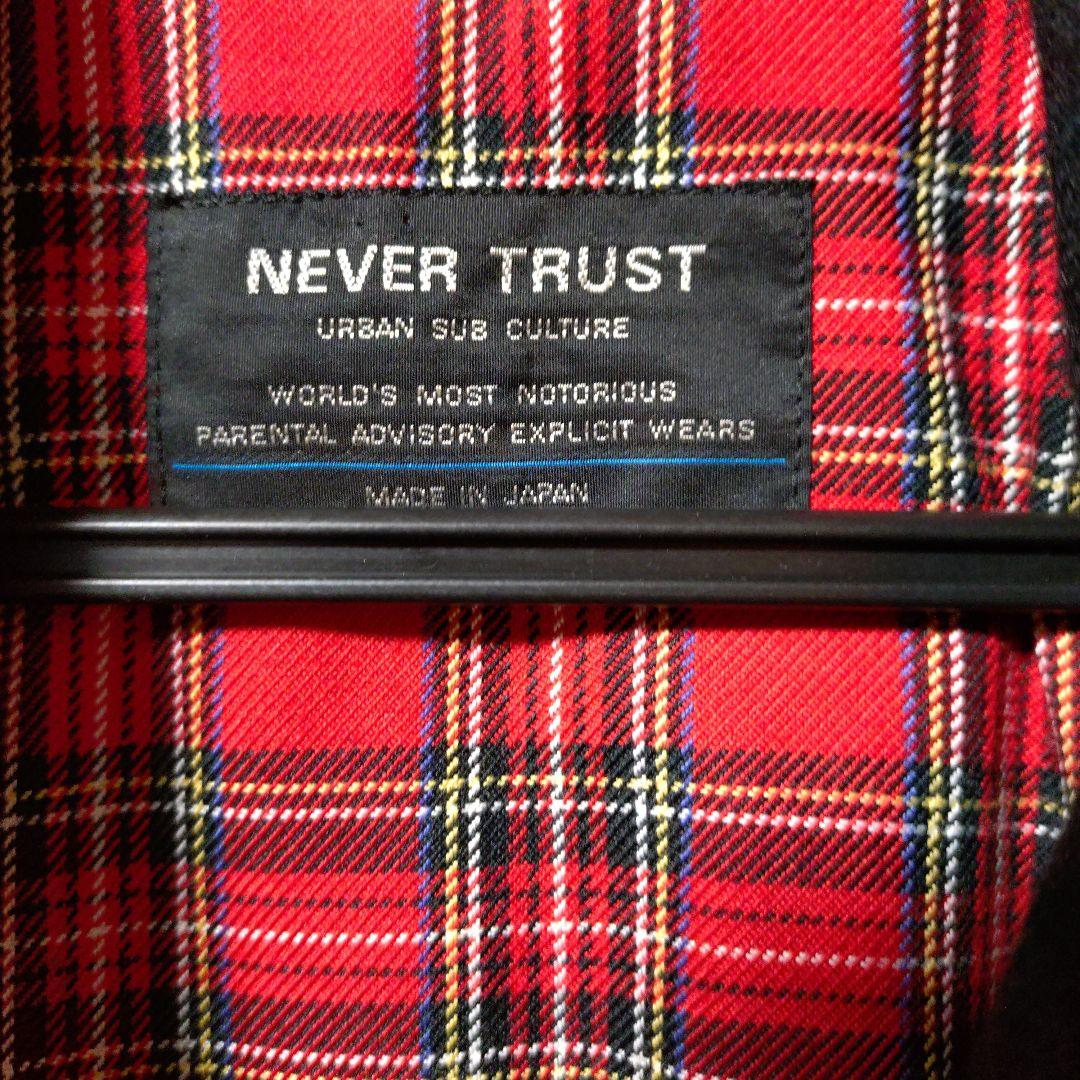 NEVER TRUST
URBAN SUB CULTURE
WORLD'S MOST NOTORIOUS
PARENTAL ADVISORY EXPLICIT WEARS
MADE IN JAPAN